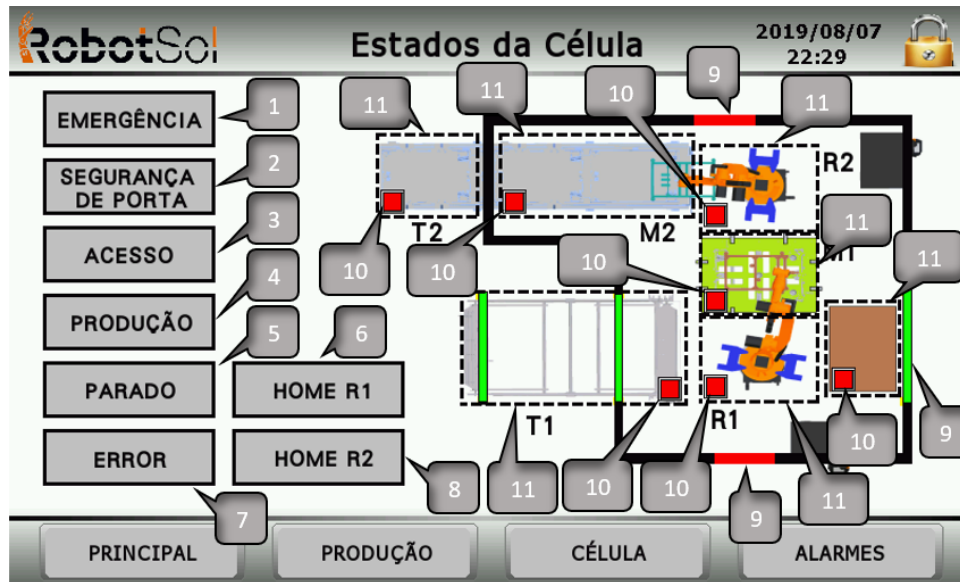 RobotSol
Estados da Célula
2019/08/07
22:29
9
11
11
10
11
1
EMERGÊNCIA
2
SEGURANÇA
DE PORTA
R2
3
ACESSO
T2
M2
11
10
10
10
11
4
PRODUÇÃO
5
6
PARADO
HOME R1
T1
R1
10
9
ERROR
HOME R2
8
11
10
10
11
7
9
PRINCIPAL
PRODUÇÃO
CÉLULA
ALARMES